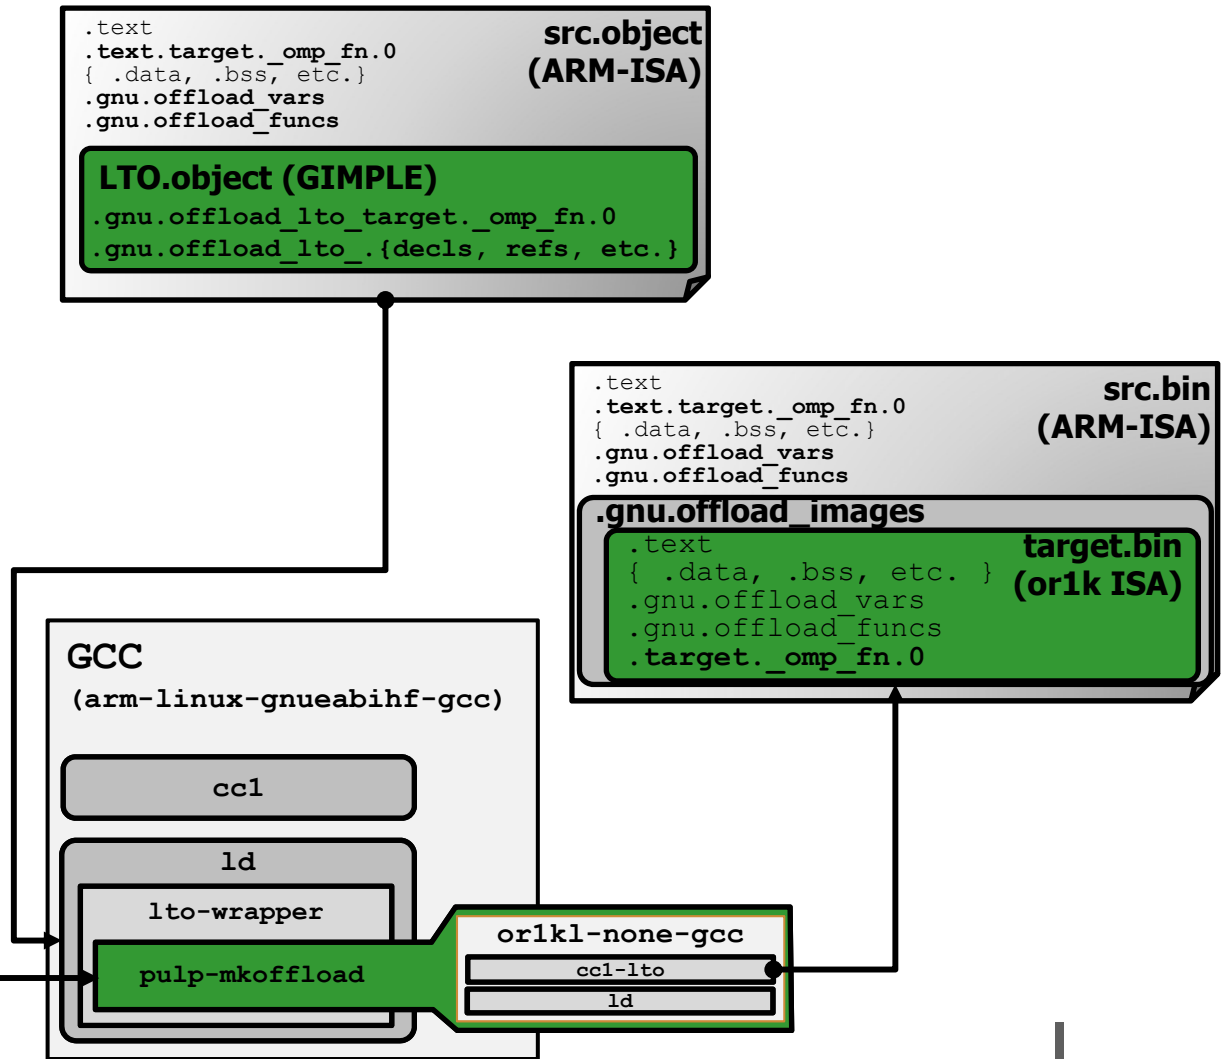 .text
.text.target._omp_fn.0
{ .data, .bss, etc.}
.gnu.offload_vars
.gnu.offload_funcs
src.object
(ARM-ISA)
LTO.object (GIMPLE)
.gnu.offload_lto_target._omp_fn.0
.gnu.offload_lto_.{decls, refs, etc.}
.text
.text.target._omp_fn.0
{ .data, .bss, etc.}
.gnu.offload_vars
.gnu.offload_funcs
src.bin
(ARM-ISA)
.gnu.offload_images
.text
{ .data, .bss, etc. }
.gnu.offload_vars
.gnu.offload_funcs
.target._omp_fn.0
target.bin
(or1k ISA)
GCC
(arm-linux-gnueabihf-gcc)
cc1
ld
lto-wrapper
pulp-mkoffload
or1kl-none-gcc
cc1-lto
ld